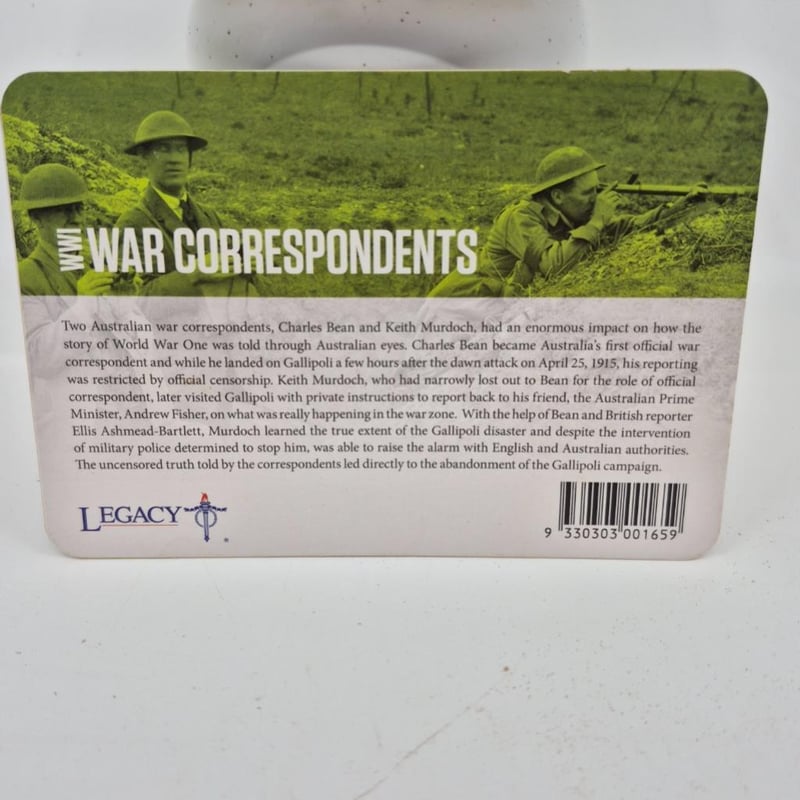 WWI WAR CORRESPONDENTS
Two Australian war correspondents, Charles Bean and Keith Murdoch, had an enormous impact on how the
story of World War One was told through Australian eyes. Charles Bean became Australia's first official war
correspondent and while he landed on Gallipoli a few hours after the dawn attack on April 25, 1915, his reporting
was restricted by official censorship. Keith Murdoch, who had narrowly lost out to Bean for the role of official
correspondent, later visited Gallipoli with private instructions to report back to his friend, the Australian Prime
Minister, Andrew Fisher, on what was really happening in the war zone. With the help of Bean and British reporter
Ellis Ashmead-Bartlett, Murdoch learned the true extent of the Gallipoli disaster and despite the intervention
of military police determined to stop him, was able to raise the alarm with English and Australian authorities.
The uncensored truth told by the correspondents led directly to the abandonment of the Gallipoli campaign.
LEGACY
9 330303 001659